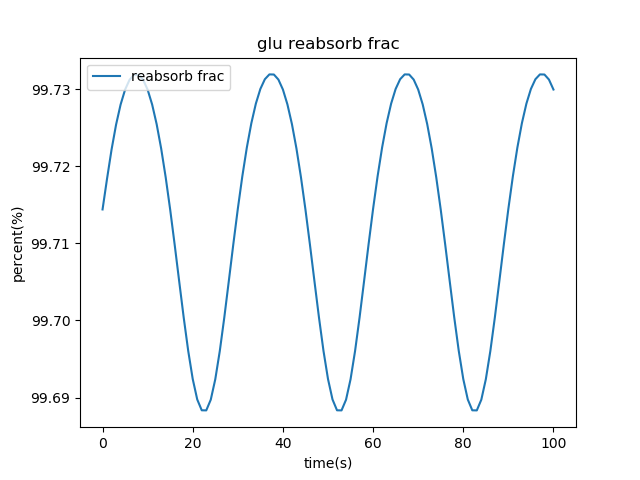 glu reabsorb frac
reabsorb frac
percent(%)
99.73
99.72
99.71
99.70
99.69
0 20 40 60 80 100
time(s)